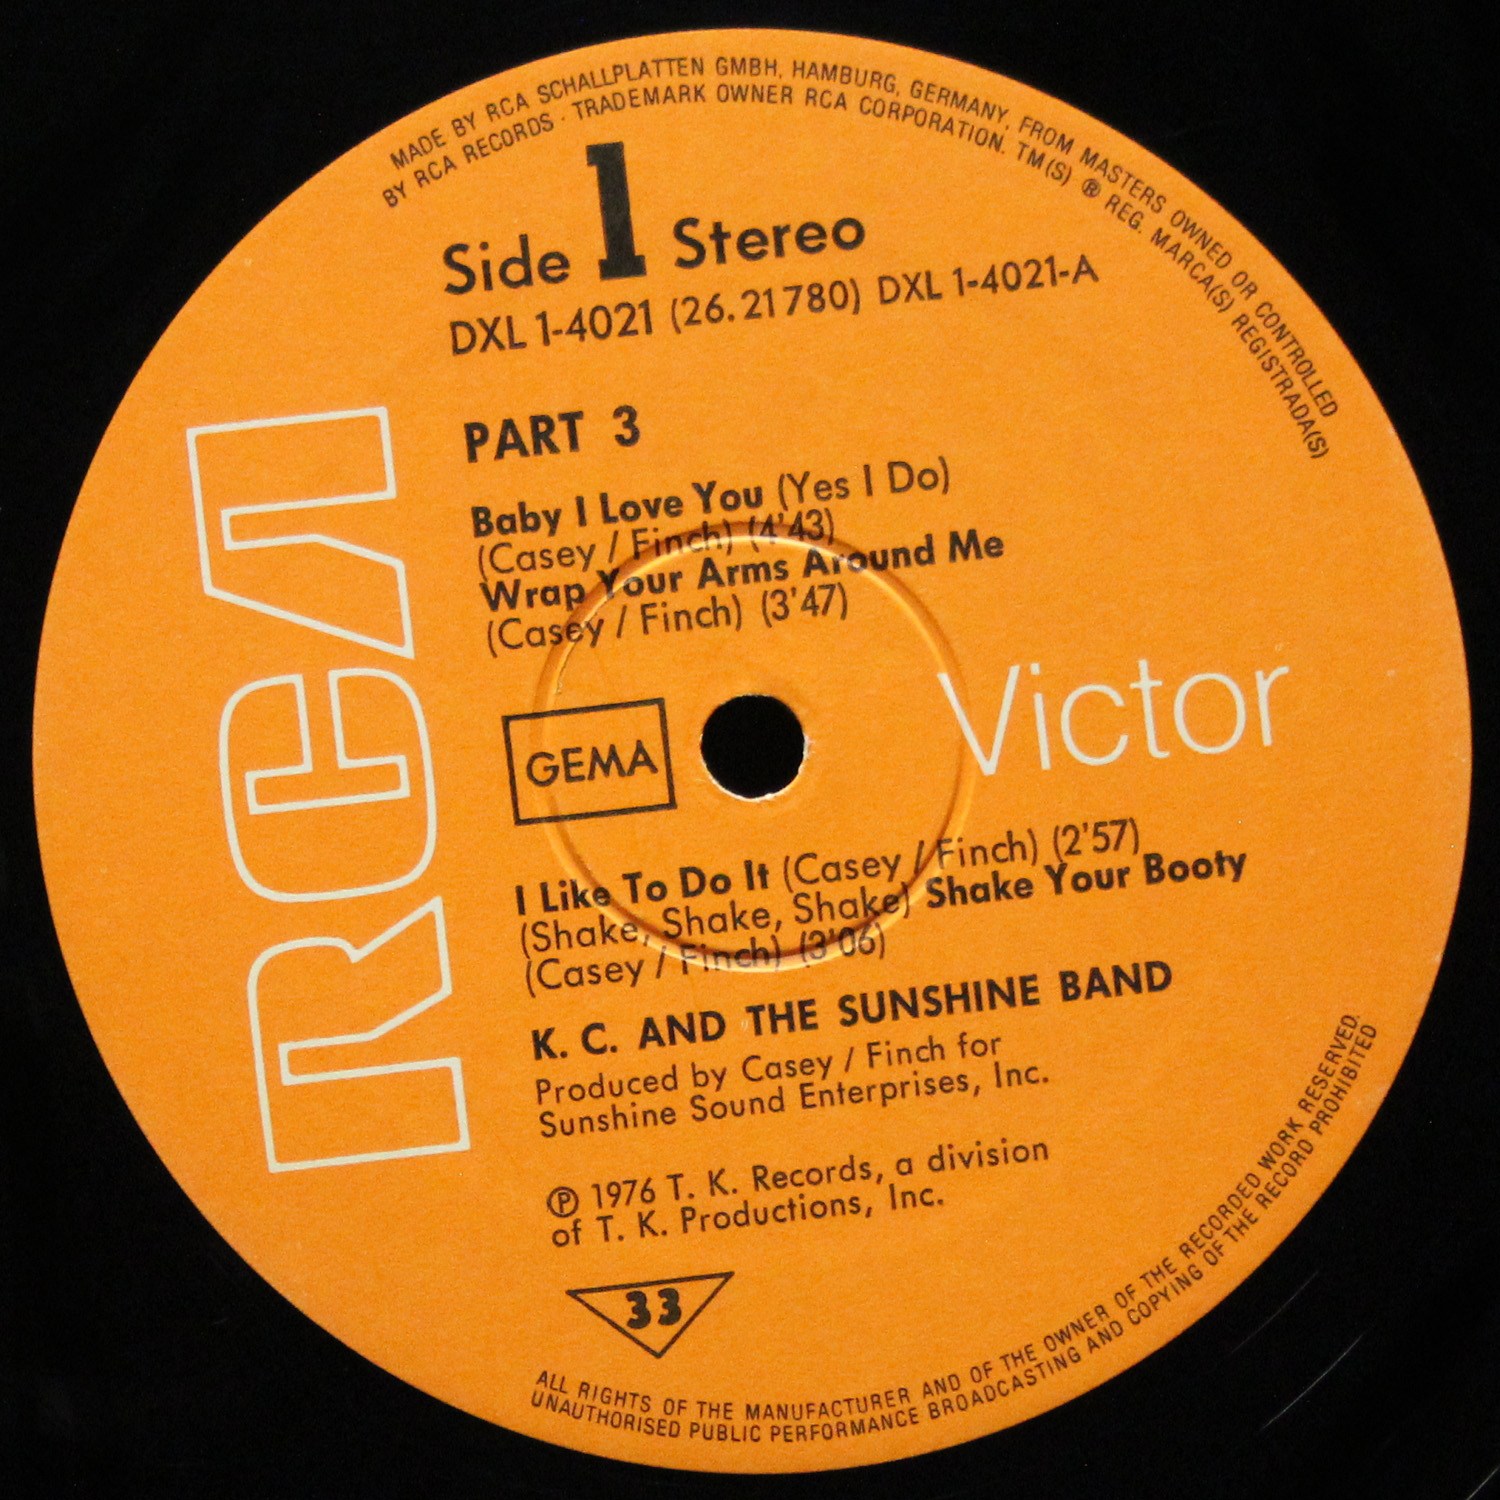 MADE BY RCA SCHALLPLATTEN GMBH, HAMBURG, GERMANY, FROM MASTERS OWNED OR CONTROLLED
BY RCA RECORDS · TRADEMARK OWNER RCA CORPORATION. TM(S) ® REG. MARCA(S) REGISTRADA(S)
Side 1 Stereo
DXL 1-4021 (26.21780) DXL 1-4021-A
PART 3
Baby I Love You (Yes I Do)
(Casey / Finch) (4'43)
Wrap Your Arms Around Me
(Casey / Finch) (3'47)
RCA
Victor
GEMA
I Like To Do It (Casey / Finch) (2'57)
(Shake, Shake, Shake) Shake Your Booty
(Casey / Finch) (3'06)
K. C. AND THE SUNSHINE BAND
Produced by Casey / Finch for
Sunshine Sound Enterprises, Inc.
℗ 1976 T. K. Records, a division
of T. K. Productions, Inc.
33
ALL RIGHTS OF THE MANUFACTURER AND OF THE OWNER OF THE RECORDED WORK RESERVED.
UNAUTHORISED PUBLIC PERFORMANCE BROADCASTING AND COPYING OF THE RECORD PROHIBITED